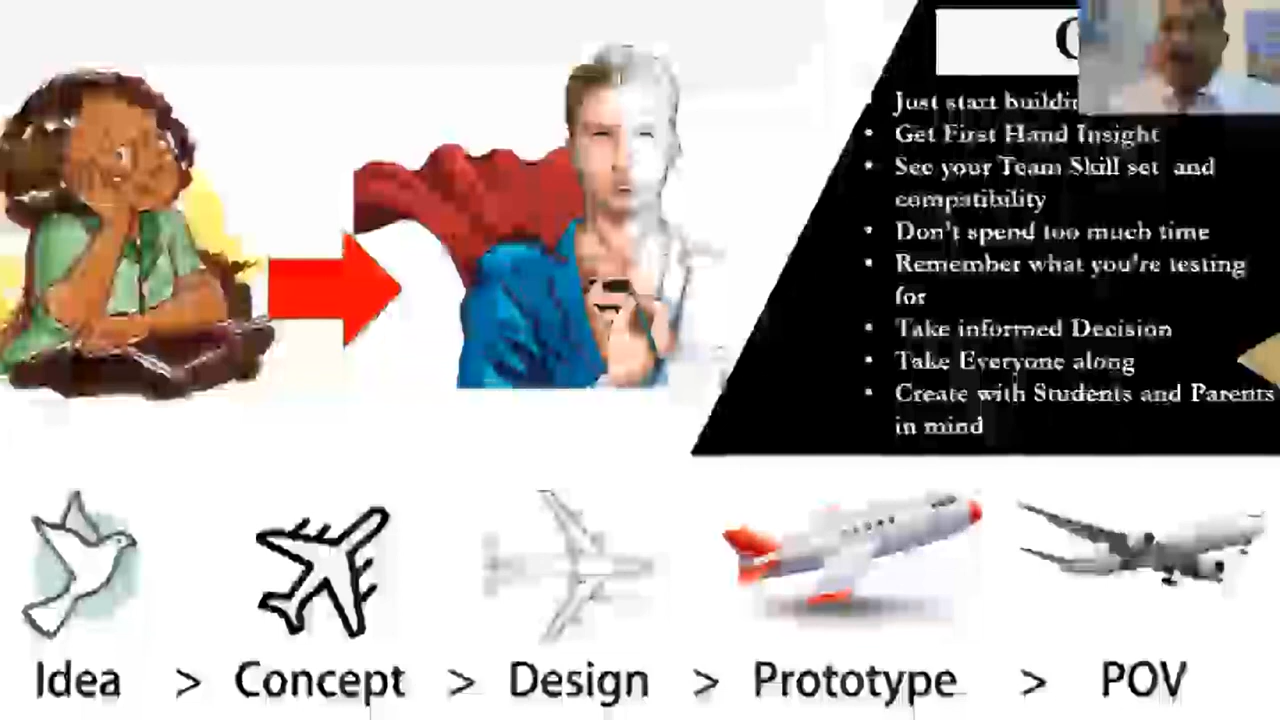 Just start
• Get First Hand Insight
• See your Team Skill set and
compatibility
• Don't spend too much time
• Remember what you're testing
for
• Take informed Decision
• Take Everyone along
• Create with Students and Parents
in mind
Idea > Concept > Design > Prototype > POV